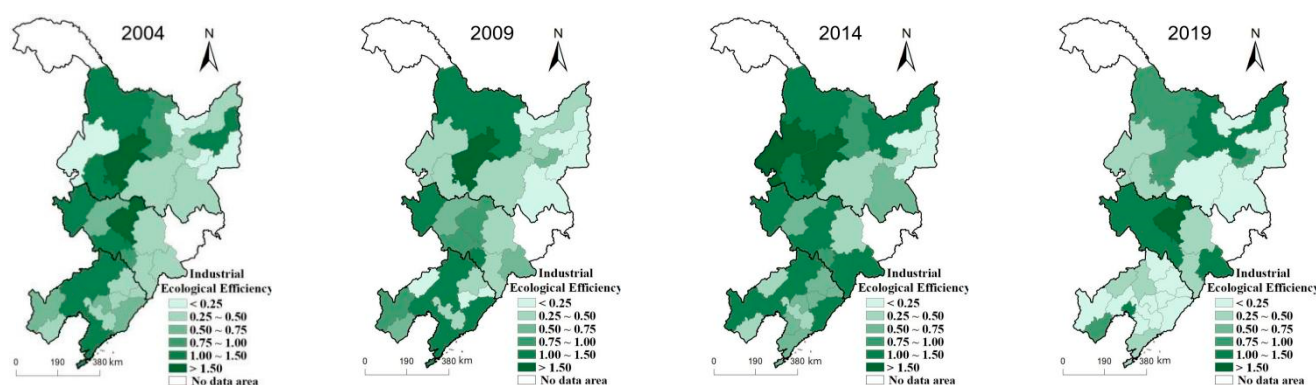 2004
N
Industrial
Ecological Efficiency
< 0.25
0.25 ~ 0.50
0.50 ~ 0.75
0.75 ~ 1.00
1.00 ~ 1.50
> 1.50
No data area
0 190 380 km
2009
N
Industrial
Ecological Efficiency
< 0.25
0.25 ~ 0.50
0.50 ~ 0.75
0.75 ~ 1.00
1.00 ~ 1.50
> 1.50
No data area
0 190 380 km
2014
N
Industrial
Ecological Efficiency
< 0.25
0.25 ~ 0.50
0.50 ~ 0.75
0.75 ~ 1.00
1.00 ~ 1.50
> 1.50
No data area
0 190 380 km
2019
N
Industrial
Ecological Efficiency
< 0.25
0.25 ~ 0.50
0.50 ~ 0.75
0.75 ~ 1.00
1.00 ~ 1.50
> 1.50
No data area
0 190 380 km